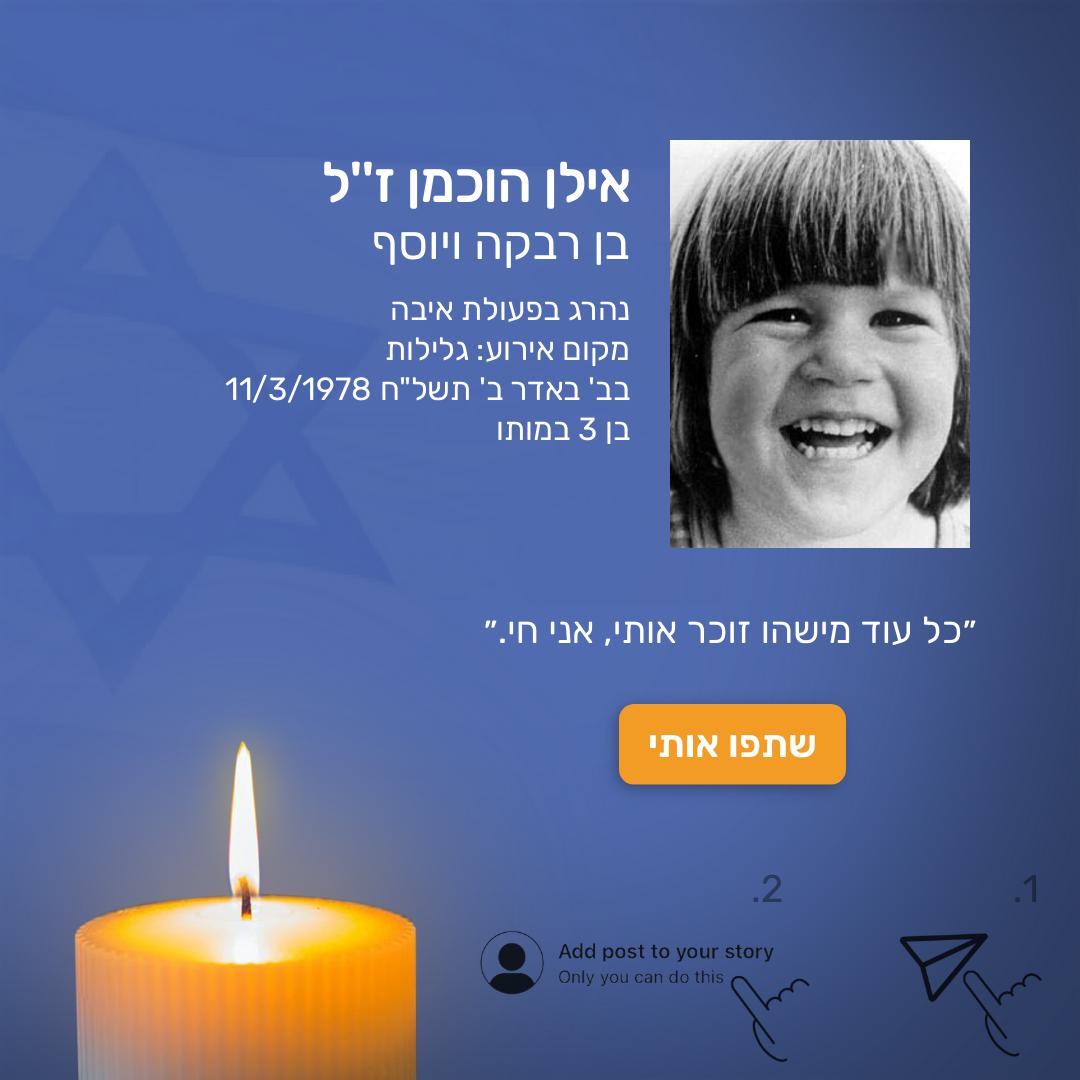 אילן הוכמן ז"ל
בן רבקה ויוסף
נהרג בפעולת איבה
מקום אירוע: גלילות
בב' באדר ב' תשל"ח 11/3/1978
בן 3 במותו
״כל עוד מישהו זוכר אותי, אני חי.״
שתפו אותי
1.
2.
Add post to your story
Only you can do this